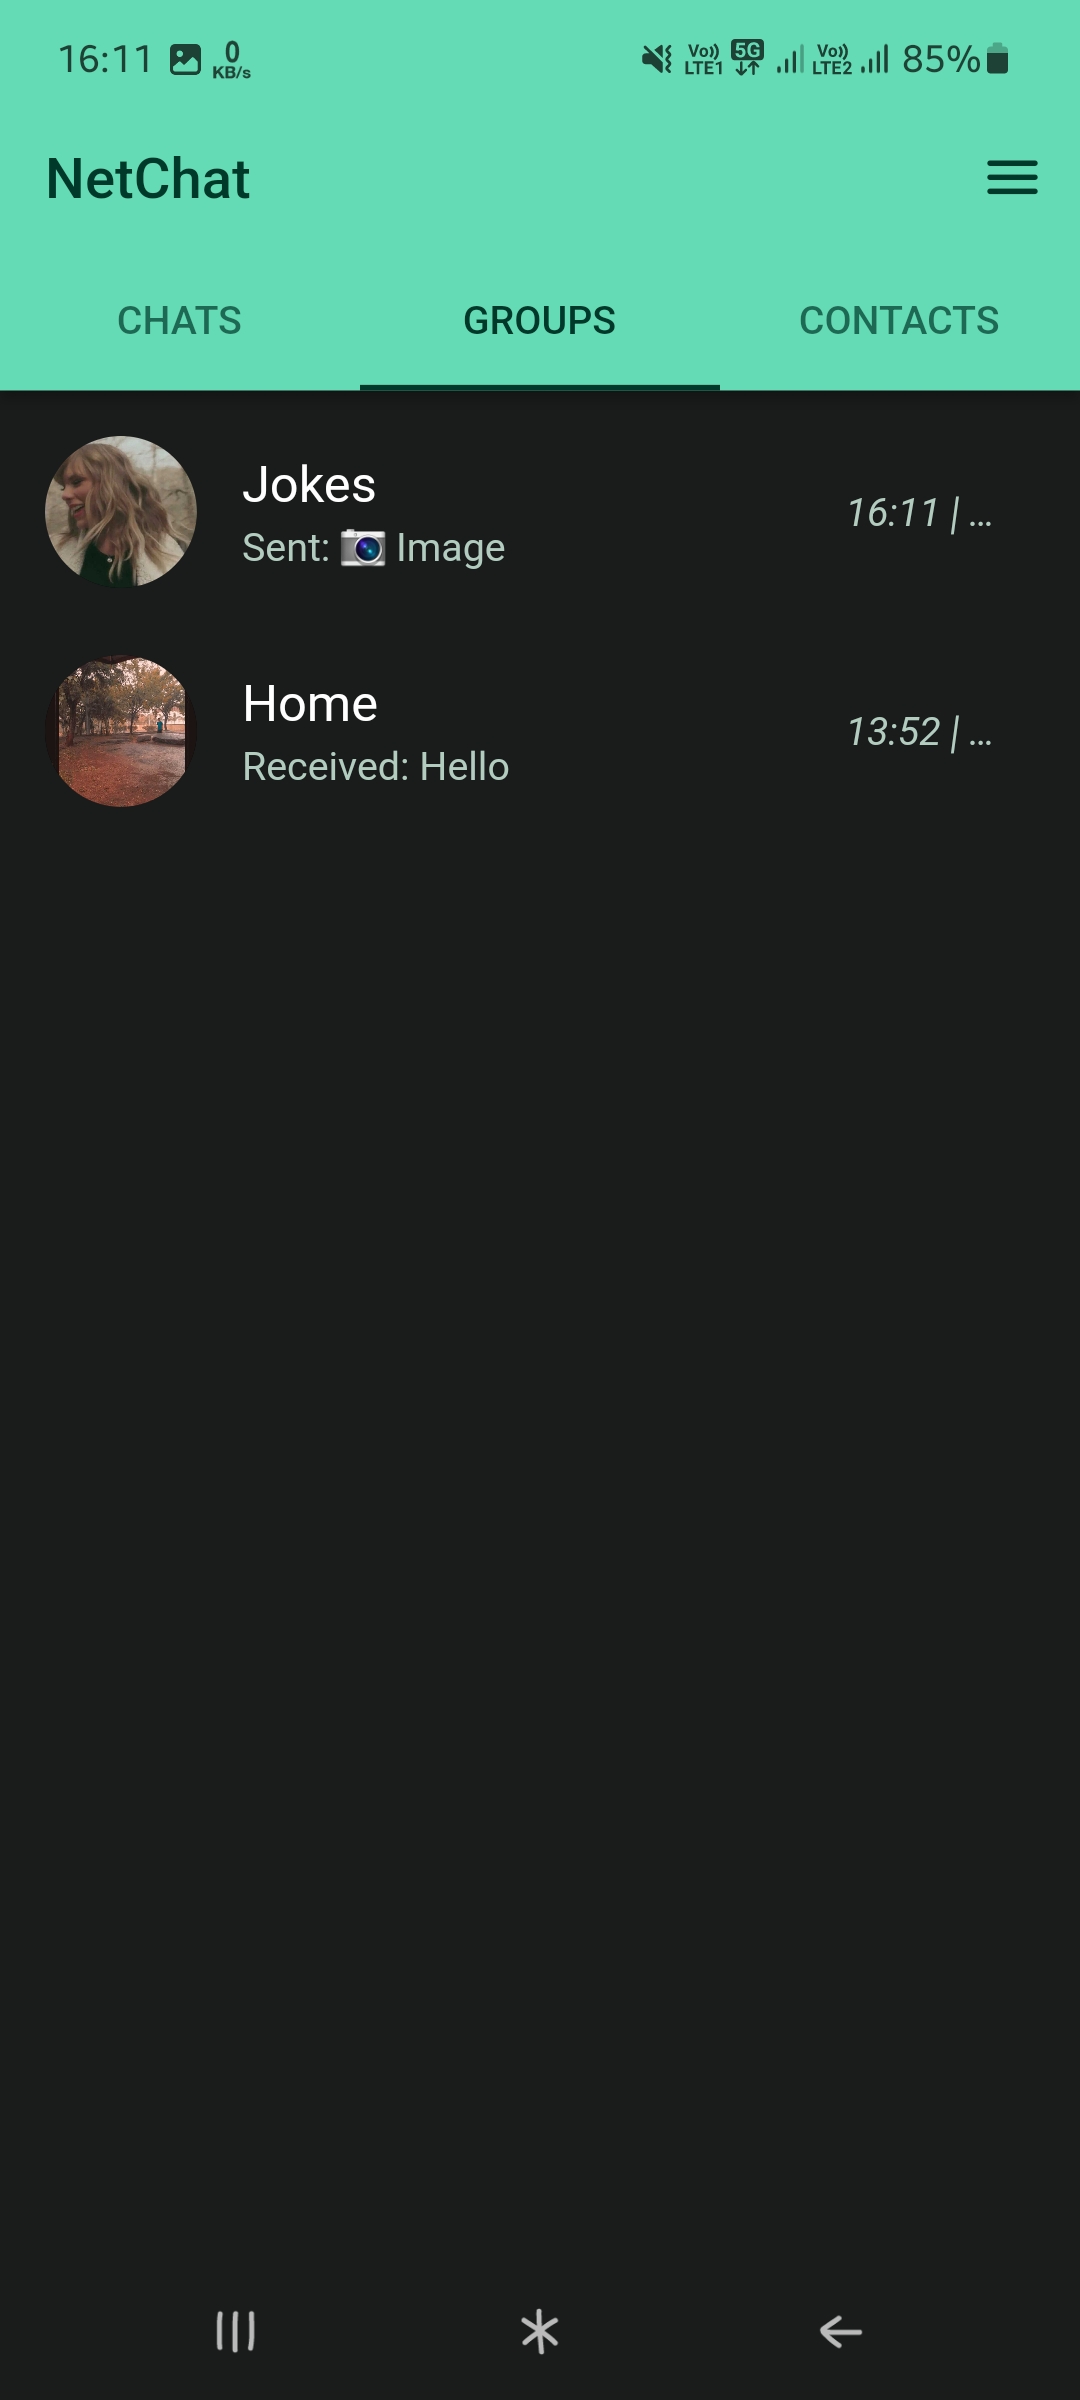 16:11 0 KB/s Vo)) LTE1 5G Vo)) LTE2 85%
NetChat
CHATS GROUPS CONTACTS
Jokes
16:11 | ...
Sent: 📷 Image
Home
13:52 | ...
Received: Hello